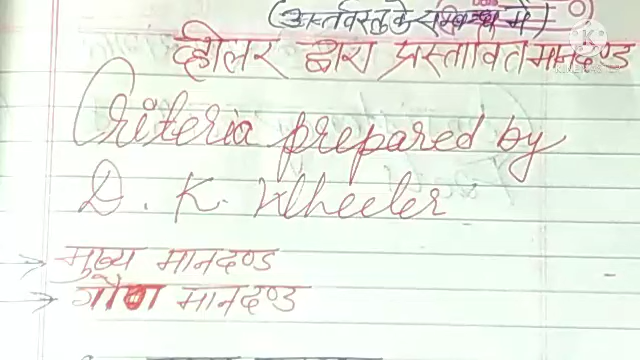 (अन्तर्वस्तु के सम्बन्ध में)
व्हीलर द्वारा प्रस्तावित मानदण्ड
Criteria prepared by
D. K. Wheeler
→ मुख्य मानदण्ड
→ गौण मानदण्ड